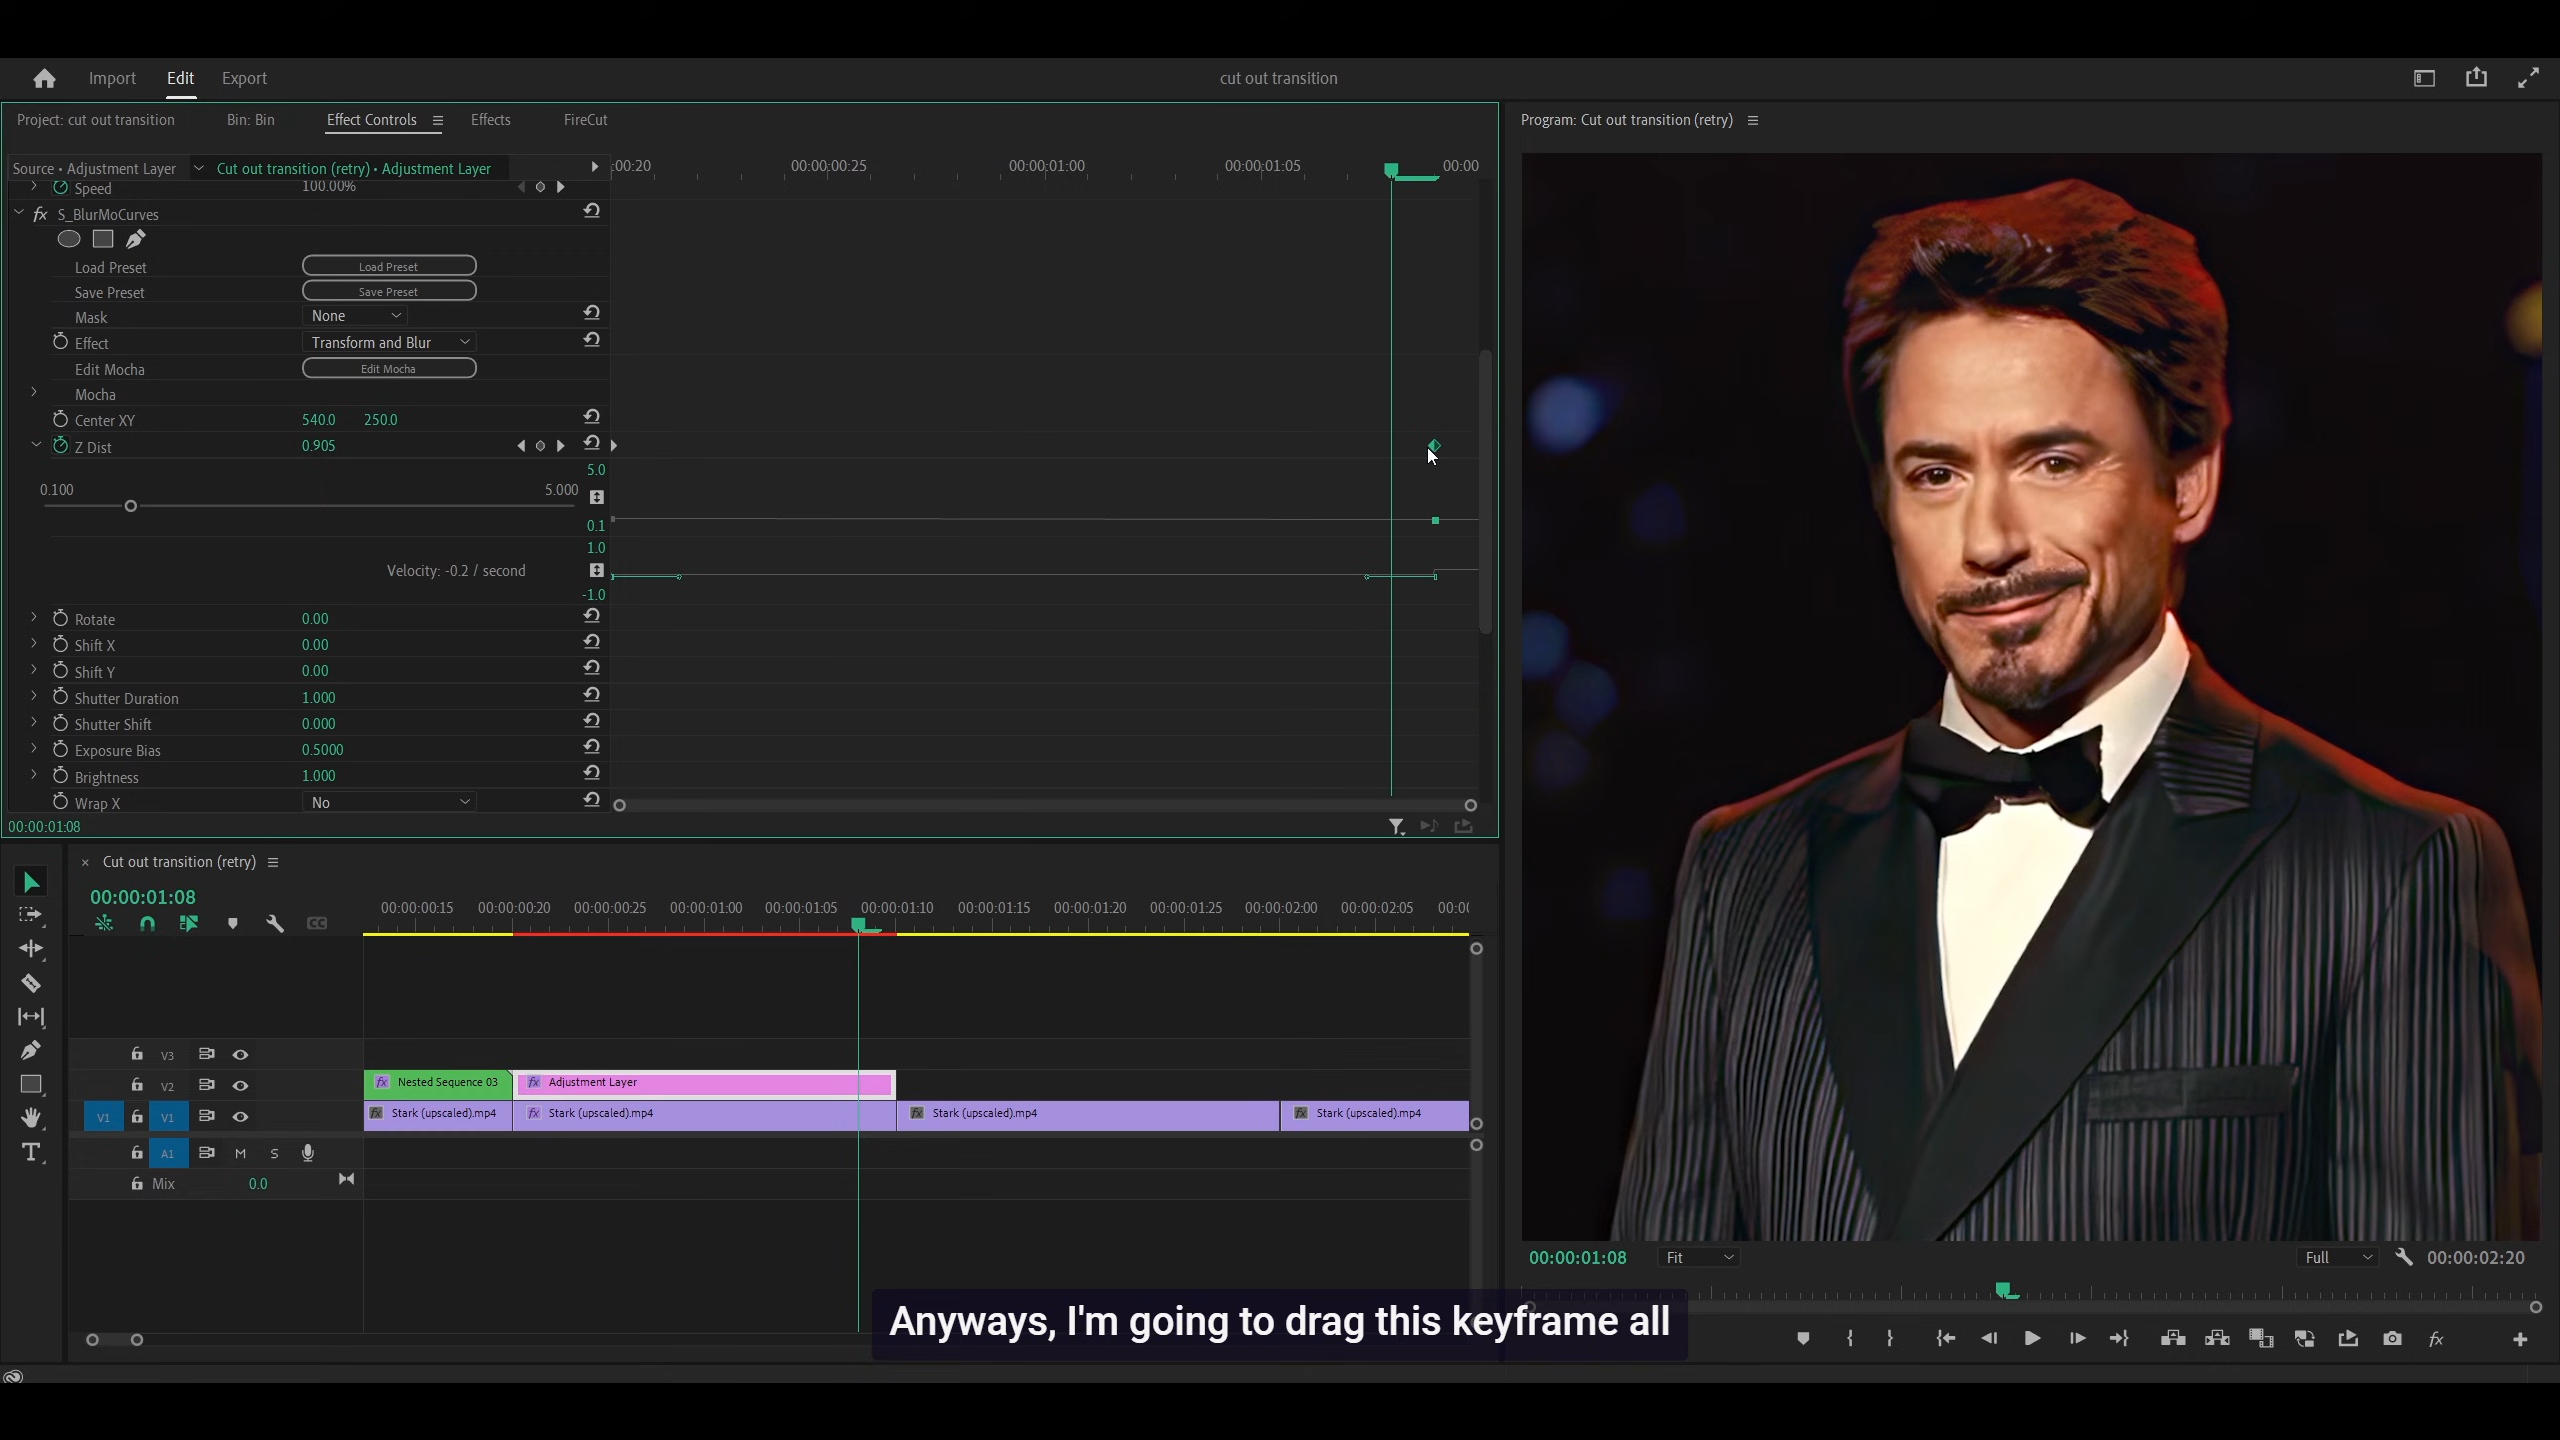 Import
Edit
Export
cut out transition
Project: cut out transition
Bin: Bin
Effect Controls
Effects
FireCut
Program: Cut out transition (retry)
Source • Adjustment Layer
Cut out transition (retry) • Adjustment Layer
:00:20
00:00:00:25
00:00:01:00
00:00:01:05
00:00
Speed
100.00%
fx S_BlurMoCurves
Load Preset
Load Preset
Save Preset
Save Preset
Mask
None
Effect
Transform and Blur
Edit Mocha
Edit Mocha
Mocha
Center XY
540.0
250.0
Z Dist
0.905
5.0
0.100
5.000
0.1
1.0
Velocity: -0.2 / second
-1.0
Rotate
0.00
Shift X
0.00
Shift Y
0.00
Shutter Duration
1.000
Shutter Shift
0.000
Exposure Bias
0.5000
Brightness
1.000
Wrap X
No
00:00:01:08
× Cut out transition (retry)
00:00:01:08
00:00:00:15
00:00:00:20
00:00:00:25
00:00:01:00
00:00:01:05
00:00:01:10
00:00:01:15
00:00:01:20
00:00:01:25
00:00:02:00
00:00:02:05
00:0
CC
V3
V2
fx Nested Sequence 03
fx Adjustment Layer
V1
V1
fx Stark (upscaled).mp4
fx Stark (upscaled).mp4
fx Stark (upscaled).mp4
fx Stark (upscaled).mp4
A1
M
S
Mix
0.0
T
00:00:01:08
Fit
Full
00:00:02:20
fx
Anyways, I'm going to drag this keyframe all